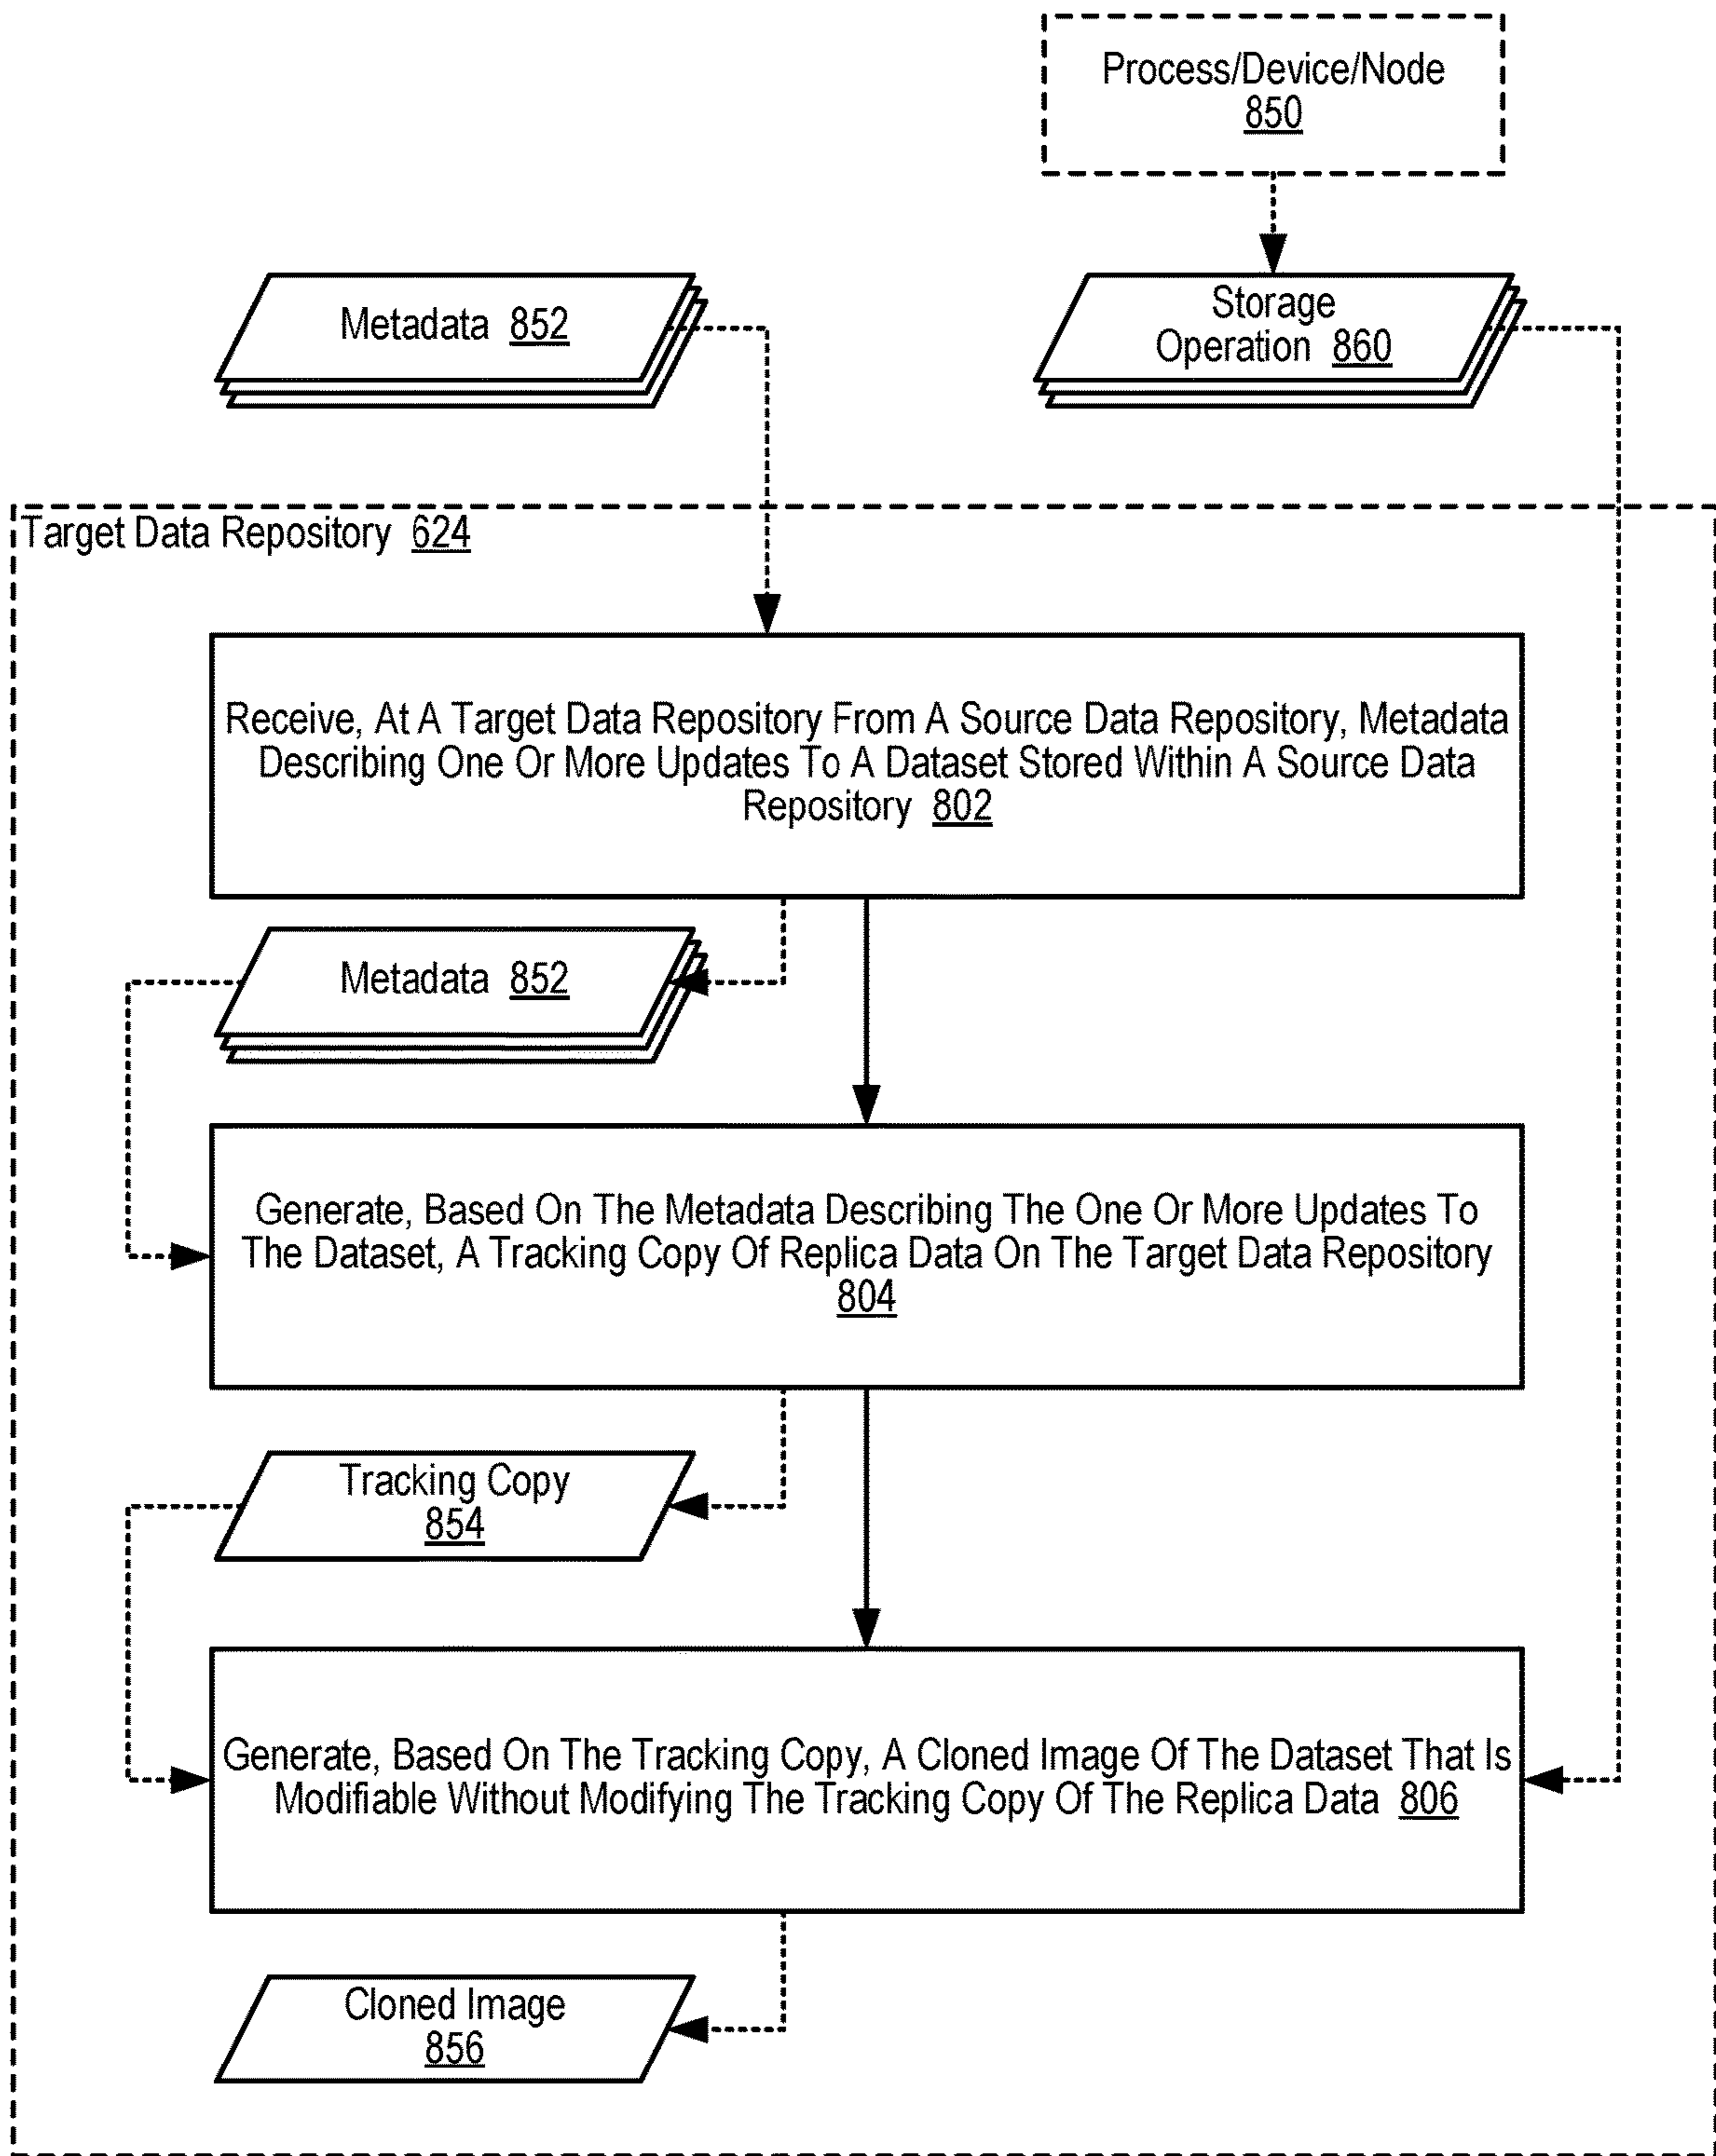 Process/Device/Node
850
Metadata 852
Storage
Operation 860
Target Data Repository 624
Receive, At A Target Data Repository From A Source Data Repository, Metadata
Describing One Or More Updates To A Dataset Stored Within A Source Data
Repository 802
Metadata 852
Generate, Based On The Metadata Describing The One Or More Updates To
The Dataset, A Tracking Copy Of Replica Data On The Target Data Repository
804
Tracking Copy
854
Generate, Based On The Tracking Copy, A Cloned Image Of The Dataset That Is
Modifiable Without Modifying The Tracking Copy Of The Replica Data 806
Cloned Image
856